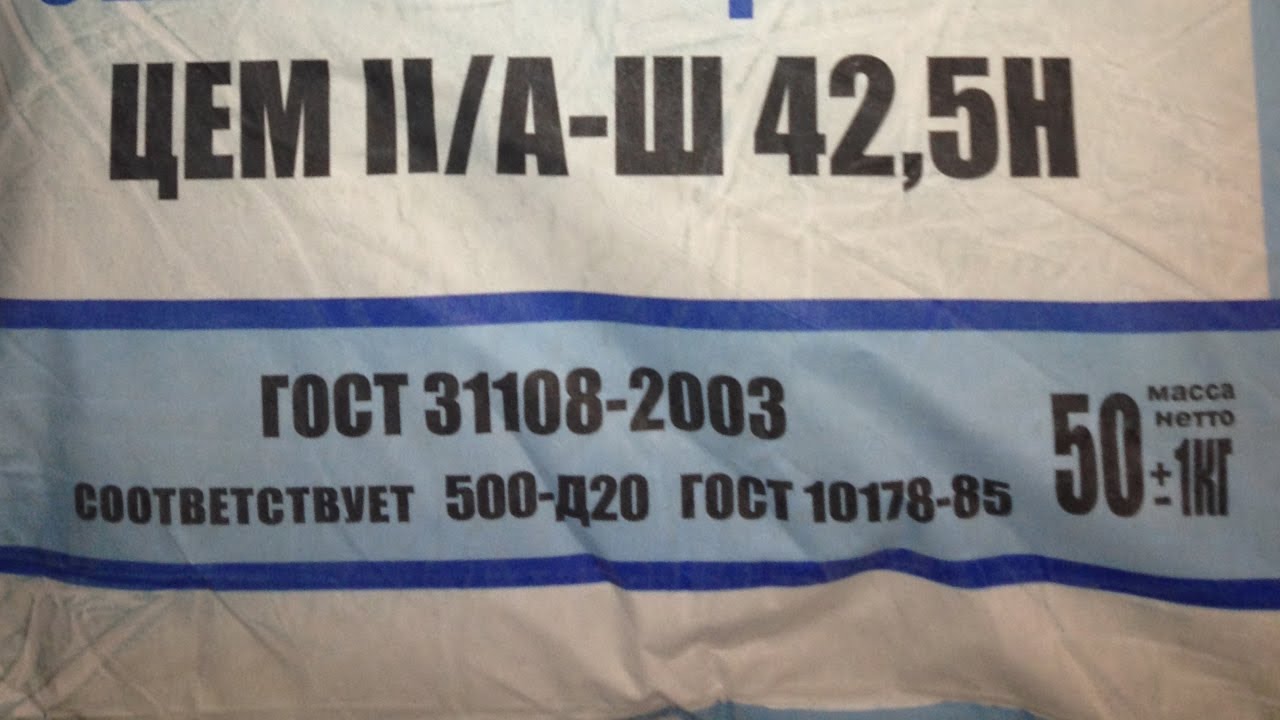 ЦЕМ II/А-Ш 42,5Н
ГОСТ 31108-2003
СООТВЕТСТВУЕТ 500-Д20 ГОСТ 10178-85
масса
нетто
50 ± 1КГ